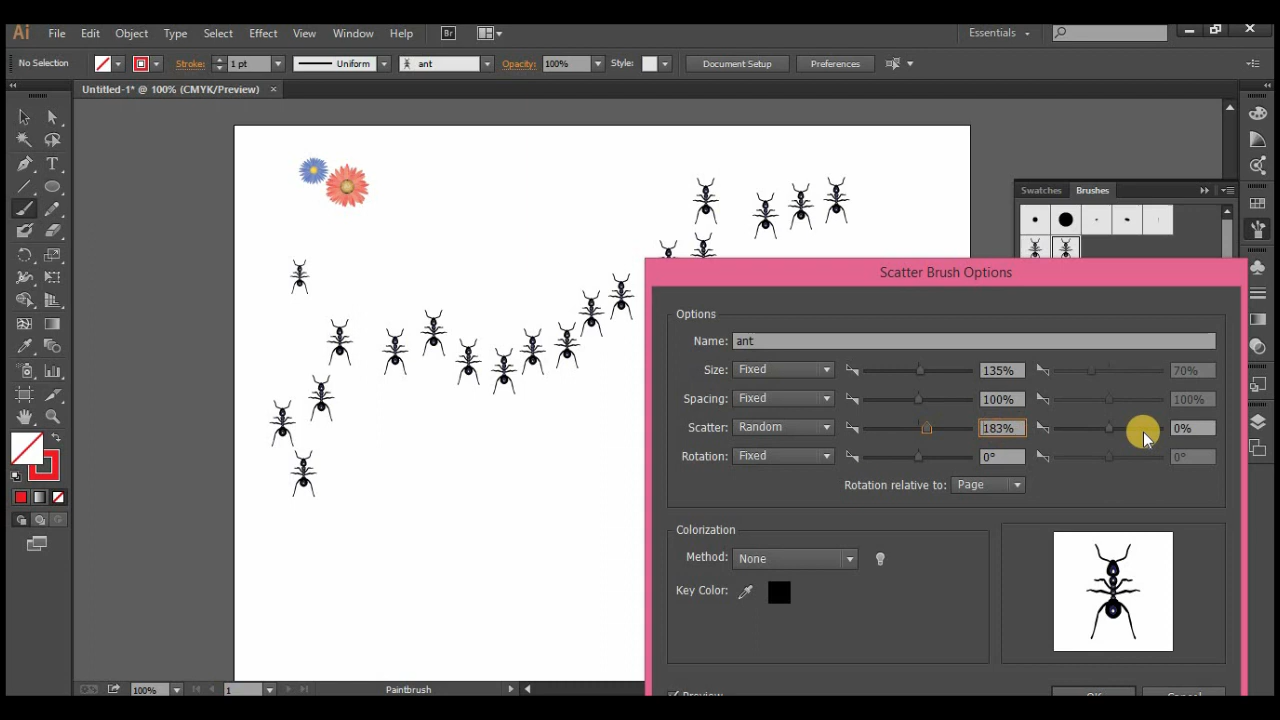 Ai File Edit Object Type Select Effect View Window Help Br Essentials
No Selection Stroke: 1 pt Uniform ant Opacity: 100% Style: Document Setup Preferences
Untitled-1* @ 100% (CMYK/Preview) ×
Swatches Brushes
Scatter Brush Options
Options
Name: ant
Size: Fixed 135% 70%
Spacing: Fixed 100% 100%
Scatter: Random 183% 0%
Rotation: Fixed 0° 0°
Rotation relative to: Page
Colorization
Method: None
Key Color:
Preview OK Cancel
100% 1 Paintbrush